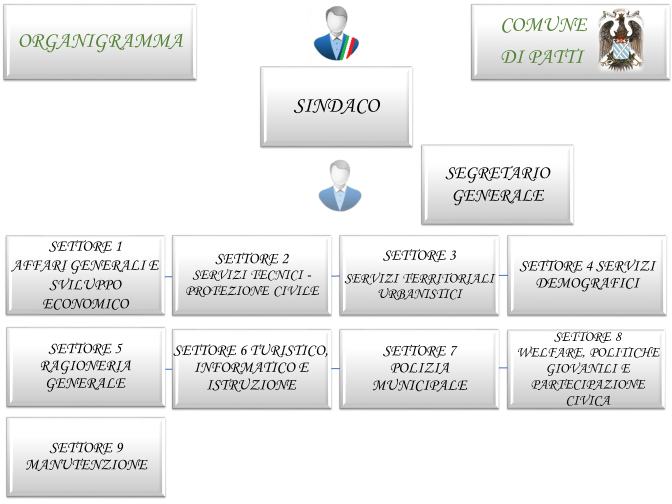 ORGANIGRAMMA
COMUNE
DI PATTI
SINDACO
SEGRETARIO
GENERALE
SETTORE 1
AFFARI GENERALI E
SVILUPPO
ECONOMICO
SETTORE 2
SERVIZI TECNICI -
PROTEZIONE CIVILE
SETTORE 3
SERVIZI TERRITORIALI
URBANISTICI
SETTORE 4 SERVIZI
DEMOGRAFICI
SETTORE 5
RAGIONERIA
GENERALE
SETTORE 6 TURISTICO,
INFORMATICO E
ISTRUZIONE
SETTORE 7
POLIZIA
MUNICIPALE
SETTORE 8
WELFARE, POLITICHE
GIOVANILI E
PARTECIPAZIONE
CIVICA
SETTORE 9
MANUTENZIONE